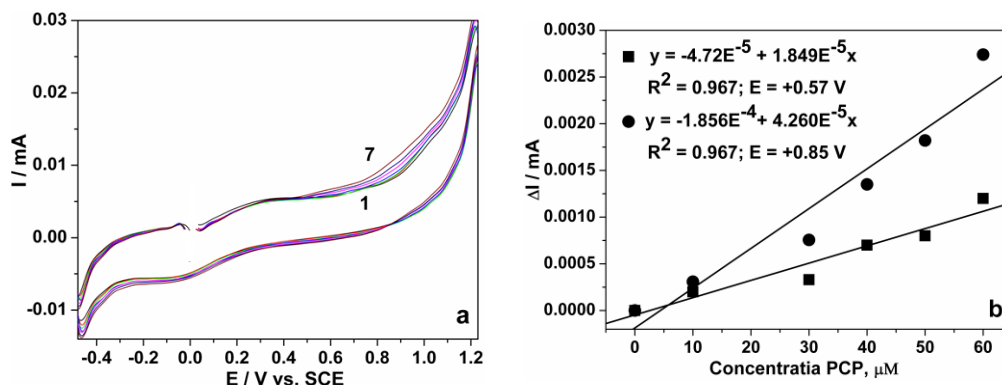 0.03
0.02
0.01
0.00
-0.01
I / mA
7
1
a
-0.4 -0.2 0.0 0.2 0.4 0.6 0.8 1.0 1.2
E / V vs. SCE
0.0030
0.0025
0.0020
0.0015
0.0010
0.0005
0.0000
ΔI / mA
y = -4.72E⁻⁵ + 1.849E⁻⁵x
R² = 0.967; E = +0.57 V
y = -1.856E⁻⁴ + 4.260E⁻⁵x
R² = 0.967; E = +0.85 V
b
0 10 20 30 40 50 60
Concentratia PCP, μM